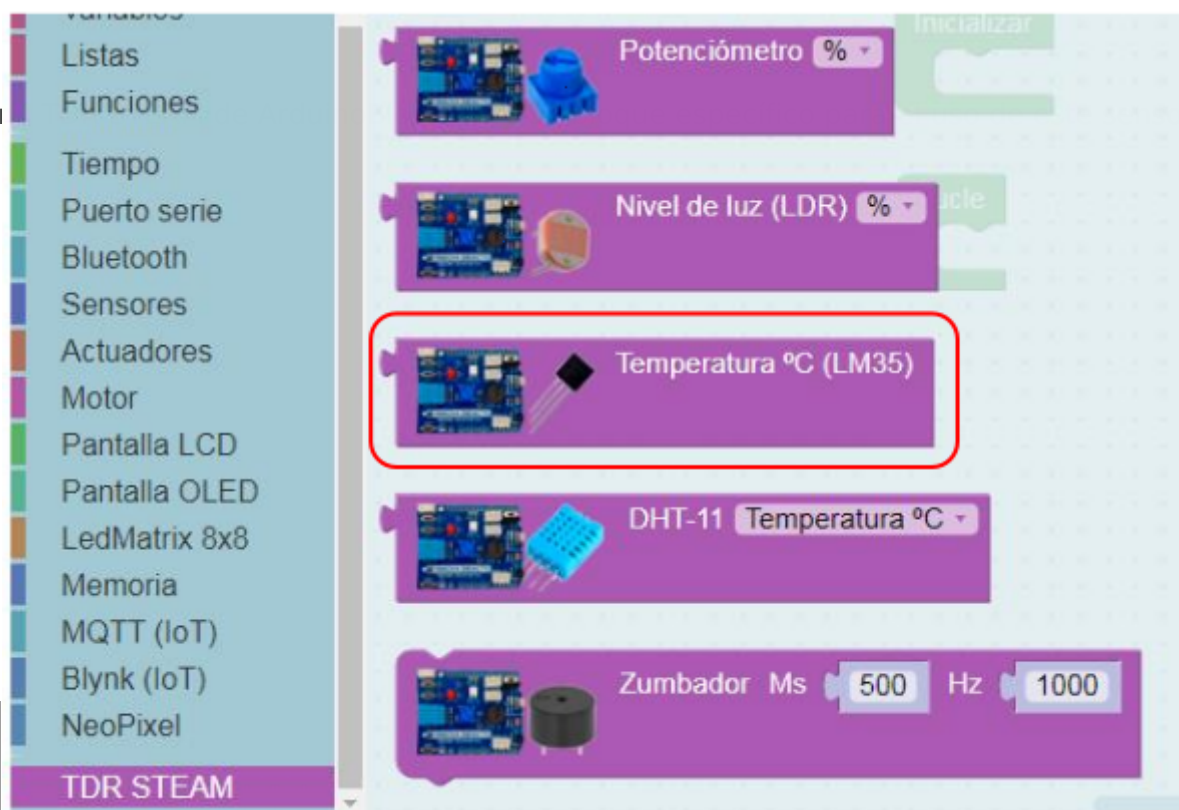 Variables
Listas
Funciones
Tiempo
Puerto serie
Bluetooth
Sensores
Actuadores
Motor
Pantalla LCD
Pantalla OLED
LedMatrix 8x8
Memoria
MQTT (IoT)
Blynk (IoT)
NeoPixel
TDR STEAM
Inicializar
Potenciómetro %
Nivel de luz (LDR) %
Temperatura ºC (LM35)
DHT-11 Temperatura ºC
Zumbador Ms 500 Hz 1000